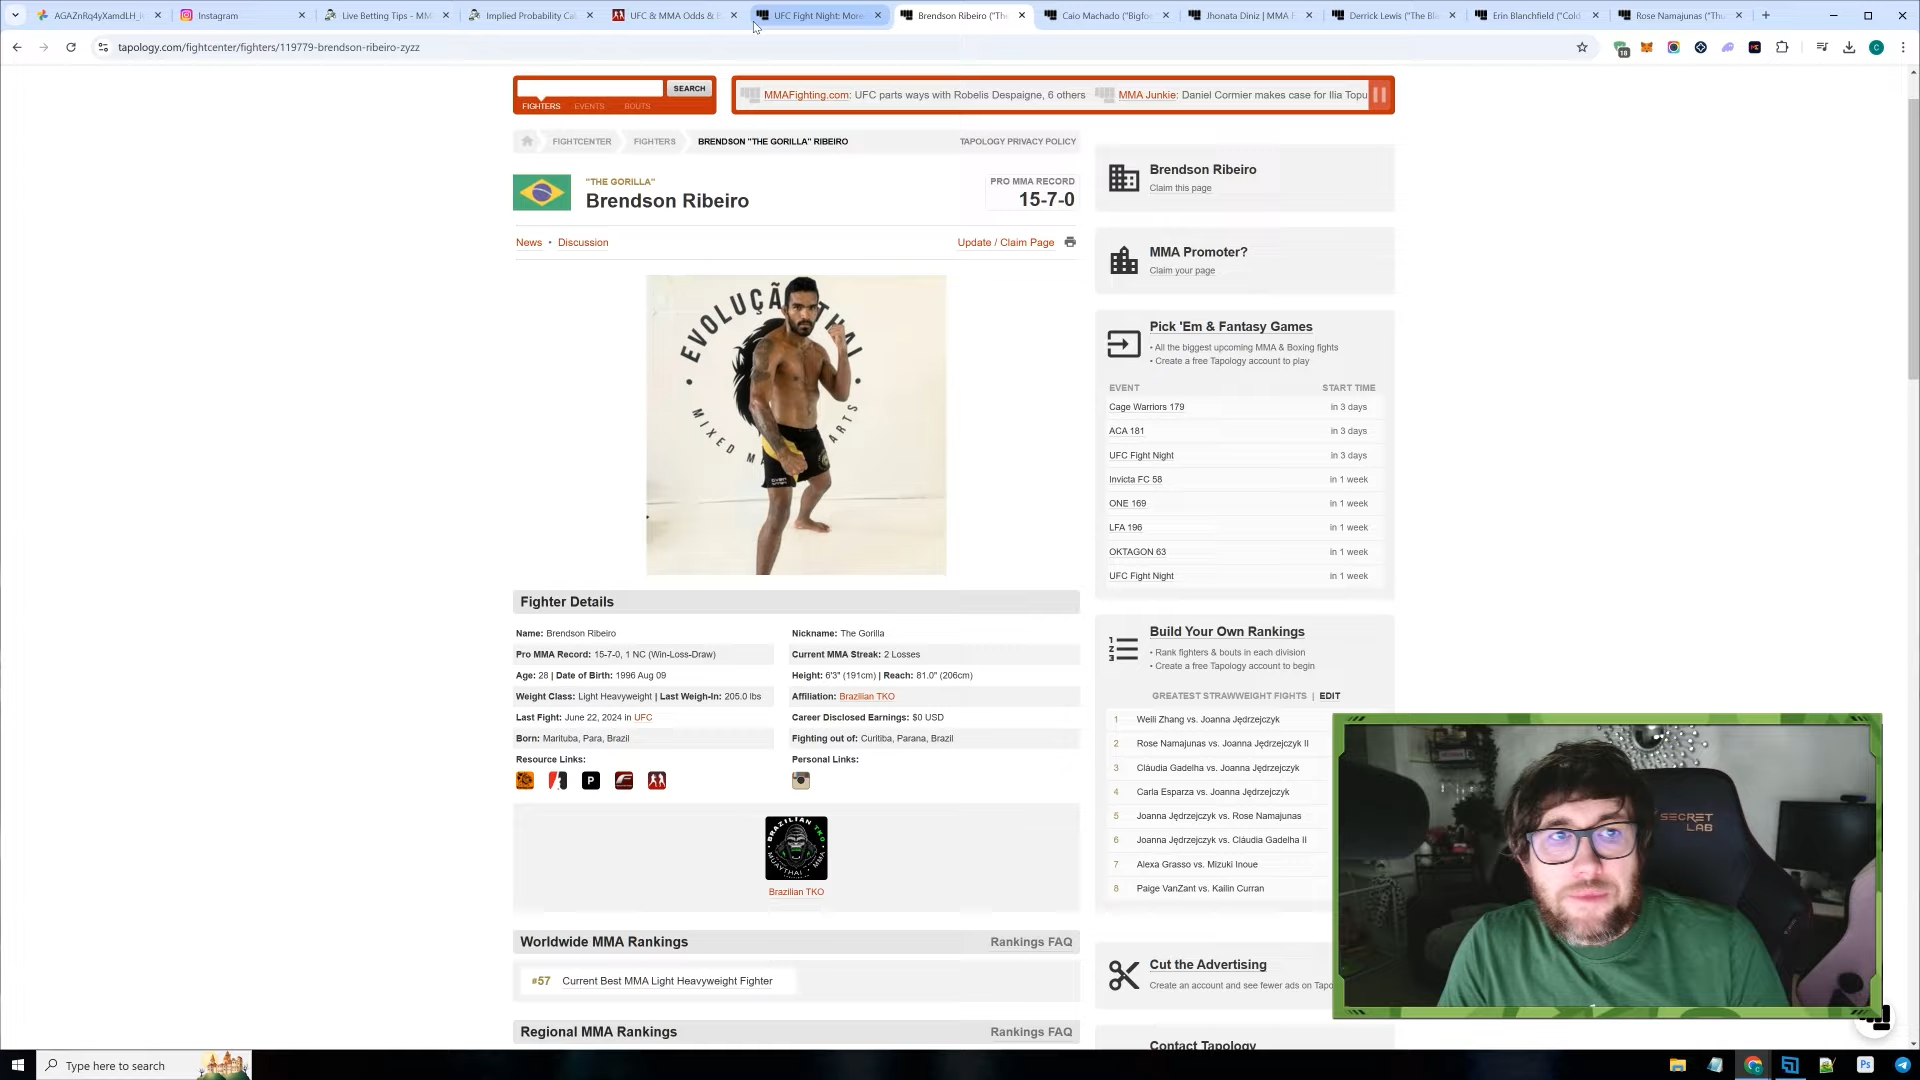 AGAZnRq4yXamdLH_i
Instagram
Live Betting Tips - MM
Implied Probability Ca
UFC & MMA Odds & B
UFC Fight Night: More
Brendson Ribeiro ("The
Caio Machado ("Bigfoo
Jhonata Diniz | MMA F
Derrick Lewis ("The Bl
Erin Blanchfield ("Cold
Rose Namajunas ("Thu
tapology.com/fightcenter/fighters/119779-brendson-ribeiro-zyzz
18
C
SEARCH
FIGHTERS EVENTS BOUTS
MMAFighting.com: UFC parts ways with Robelis Despaigne, 6 others
MMA Junkie: Daniel Cormier makes case for Ilia Topu
FIGHTCENTER FIGHTERS BRENDSON "THE GORILLA" RIBEIRO
TAPOLOGY PRIVACY POLICY
"THE GORILLA"
Brendson Ribeiro
PRO MMA RECORD
15-7-0
News • Discussion
Update / Claim Page
EVOLUÇÃO THAI
MIXED MA ARTS
Fighter Details
Name: Brendson Ribeiro
Nickname: The Gorilla
Pro MMA Record: 15-7-0, 1 NC (Win-Loss-Draw)
Current MMA Streak: 2 Losses
Age: 28 | Date of Birth: 1996 Aug 09
Height: 6'3" (191cm) | Reach: 81.0" (206cm)
Weight Class: Light Heavyweight | Last Weigh-In: 205.0 lbs
Affiliation: Brazilian TKO
Last Fight: June 22, 2024 in UFC
Career Disclosed Earnings: $0 USD
Born: Marituba, Para, Brazil
Fighting out of: Curitiba, Parana, Brazil
Resource Links:
Personal Links:
P
BRAZILIAN TKO
MUAYTHAI MMA
Brazilian TKO
Worldwide MMA Rankings
Rankings FAQ
#57 Current Best MMA Light Heavyweight Fighter
Regional MMA Rankings
Rankings FAQ
Brendson Ribeiro
Claim this page
MMA Promoter?
Claim your page
Pick 'Em & Fantasy Games
• All the biggest upcoming MMA & Boxing fights
• Create a free Tapology account to play
EVENT START TIME
Cage Warriors 179 in 3 days
ACA 181 in 3 days
UFC Fight Night in 3 days
Invicta FC 58 in 1 week
ONE 169 in 1 week
LFA 196 in 1 week
OKTAGON 63 in 1 week
UFC Fight Night in 1 week
Build Your Own Rankings
• Rank fighters & bouts in each division
• Create a free Tapology account to begin
GREATEST STRAWWEIGHT FIGHTS | EDIT
1 Weili Zhang vs. Joanna Jędrzejczyk
2 Rose Namajunas vs. Joanna Jędrzejczyk II
3 Cláudia Gadelha vs. Joanna Jędrzejczyk
4 Carla Esparza vs. Joanna Jędrzejczyk
5 Joanna Jędrzejczyk vs. Rose Namajunas
6 Joanna Jędrzejczyk vs. Cláudia Gadelha II
7 Alexa Grasso vs. Mizuki Inoue
8 Paige VanZant vs. Kailin Curran
Cut the Advertising
Create an account and see fewer ads on Tapo
Contact Tapology
SECRET
LAB
Type here to search
Ps